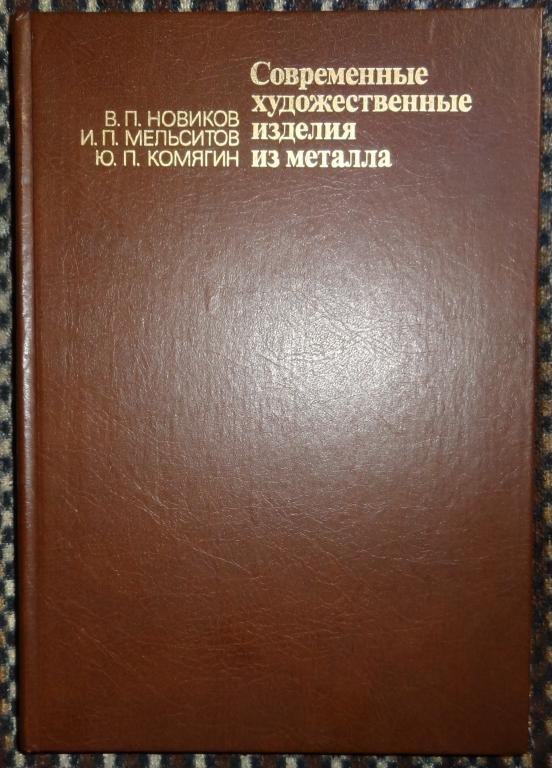 В. П. НОВИКОВ
И. П. МЕЛЬСИТОВ
Ю. П. КОМЯГИН
Современные
художественные
изделия
из металла